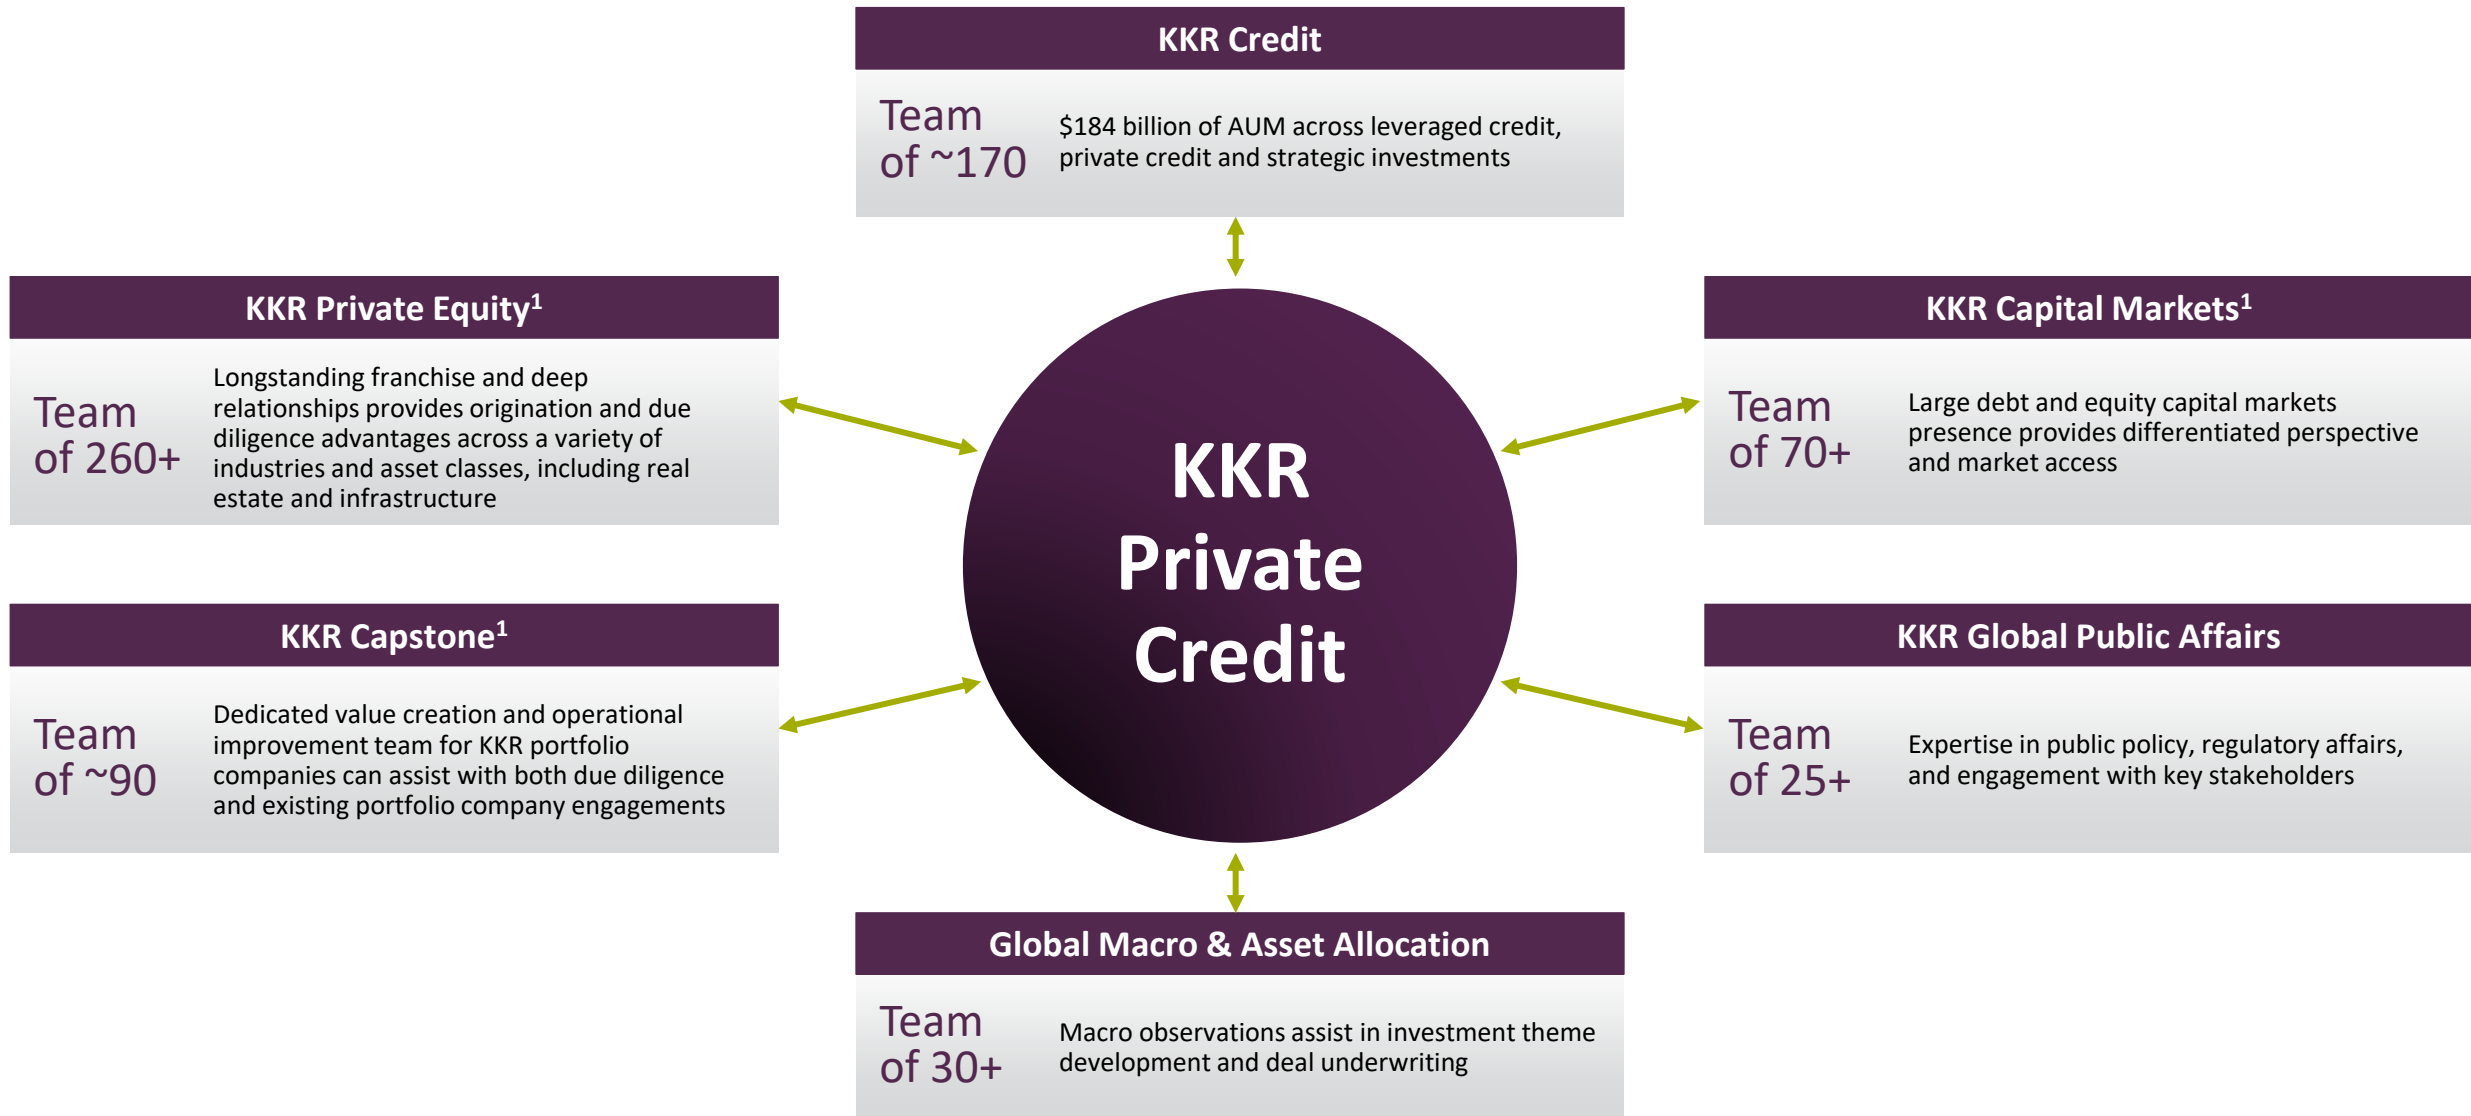 KKR Credit
Team
of ~170
$184 billion of AUM across leveraged credit,
private credit and strategic investments
KKR Private Equity¹
Team
of 260+
Longstanding franchise and deep
relationships provides origination and due
diligence advantages across a variety of
industries and asset classes, including real
estate and infrastructure
KKR Capital Markets¹
Team
of 70+
Large debt and equity capital markets
presence provides differentiated perspective
and market access
KKR
Private
Credit
KKR Capstone¹
Team
of ~90
Dedicated value creation and operational
improvement team for KKR portfolio
companies can assist with both due diligence
and existing portfolio company engagements
KKR Global Public Affairs
Team
of 25+
Expertise in public policy, regulatory affairs,
and engagement with key stakeholders
Global Macro & Asset Allocation
Team
of 30+
Macro observations assist in investment theme
development and deal underwriting